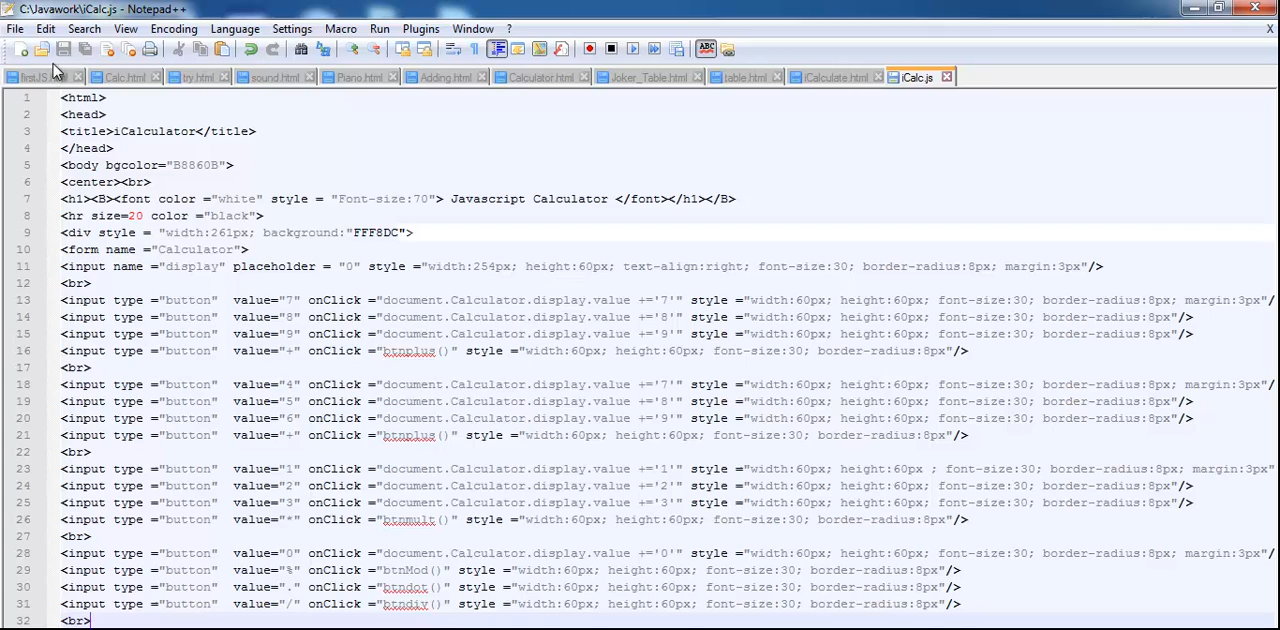 C:\Javawork\iCalc.js - Notepad++
File Edit Search View Encoding Language Settings Macro Run Plugins Window ? X
firstJS Calc.html try.html sound.html Piano.html Adding.html Calculator.html Joker_Table.html table.html iCalculate.html iCalc.js
1 <html>
2 <head>
3 <title>iCalculator</title>
4 </head>
5 <body bgcolor="B8860B">
6 <center><br>
7 <h1><B><font color ="white" style = "Font-size:70"> Javascript Calculator </font></h1></B>
8 <hr size=20 color ="black">
9 <div style = "width:261px; background:"FFF8DC">
10 <form name ="Calculator">
11 <input name ="display" placeholder = "0" style ="width:254px; height:60px; text-align:right; font-size:30; border-radius:8px; margin:3px"/>
12 <br>
13 <input type ="button" value="7" onClick ="document.Calculator.display.value +='7'" style ="width:60px; height:60px; font-size:30; border-radius:8px; margin:3px"/
14 <input type ="button" value="8" onClick ="document.Calculator.display.value +='8'" style ="width:60px; height:60px; font-size:30; border-radius:8px"/>
15 <input type ="button" value="9" onClick ="document.Calculator.display.value +='9'" style ="width:60px; height:60px; font-size:30; border-radius:8px"/>
16 <input type ="button" value="+" onClick ="btnplus()" style ="width:60px; height:60px; font-size:30; border-radius:8px"/>
17 <br>
18 <input type ="button" value="4" onClick ="document.Calculator.display.value +='7'" style ="width:60px; height:60px; font-size:30; border-radius:8px; margin:3px"/
19 <input type ="button" value="5" onClick ="document.Calculator.display.value +='8'" style ="width:60px; height:60px; font-size:30; border-radius:8px"/>
20 <input type ="button" value="6" onClick ="document.Calculator.display.value +='9'" style ="width:60px; height:60px; font-size:30; border-radius:8px"/>
21 <input type ="button" value="+" onClick ="btnplus()" style ="width:60px; height:60px; font-size:30; border-radius:8px"/>
22 <br>
23 <input type ="button" value="1" onClick ="document.Calculator.display.value +='1'" style ="width:60px; height:60px ; font-size:30; border-radius:8px; margin:3px"
24 <input type ="button" value="2" onClick ="document.Calculator.display.value +='2'" style ="width:60px; height:60px; font-size:30; border-radius:8px"/>
25 <input type ="button" value="3" onClick ="document.Calculator.display.value +='3'" style ="width:60px; height:60px; font-size:30; border-radius:8px"/>
26 <input type ="button" value="*" onClick ="btnmult()" style ="width:60px; height:60px; font-size:30; border-radius:8px"/>
27 <br>
28 <input type ="button" value="0" onClick ="document.Calculator.display.value +='0'" style ="width:60px; height:60px; font-size:30; border-radius:8px; margin:3px"/
29 <input type ="button" value="%" onClick ="btnMod()" style ="width:60px; height:60px; font-size:30; border-radius:8px"/>
30 <input type ="button" value="." onClick ="btndot()" style ="width:60px; height:60px; font-size:30; border-radius:8px"/>
31 <input type ="button" value="/" onClick ="btndiv()" style ="width:60px; height:60px; font-size:30; border-radius:8px"/>
32 <br>